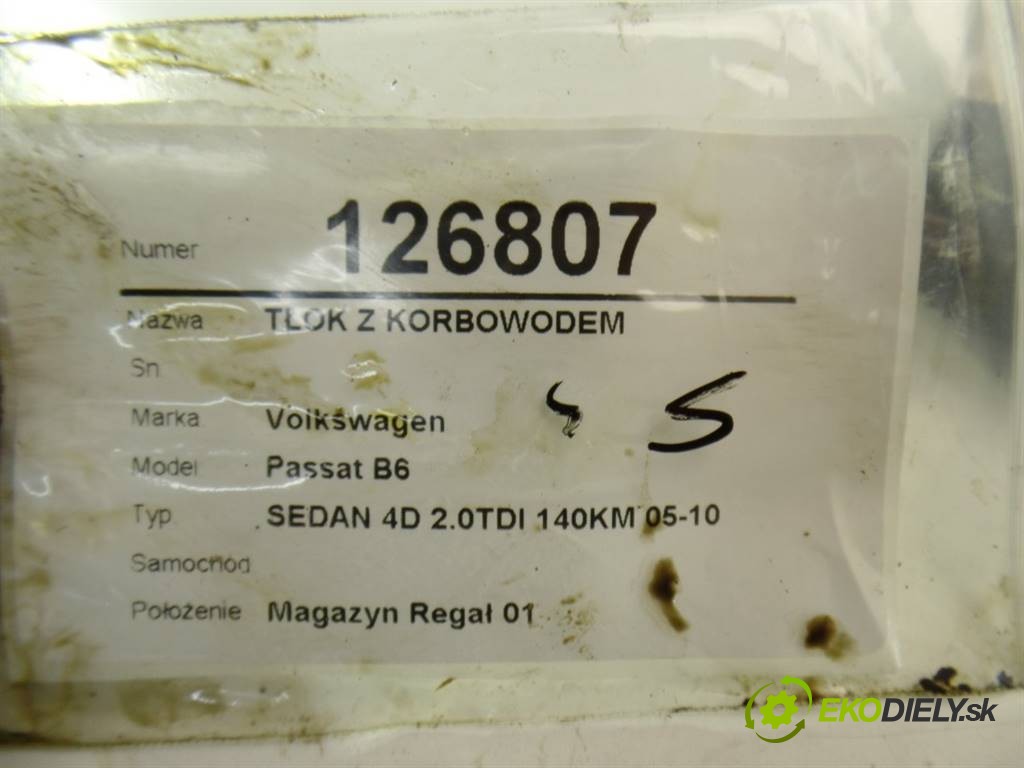 Numer 126807
Nazwa TŁOK Z KORBOWODEM
Sn
Marka Volkswagen
S
Model Passat B6
Typ SEDAN 4D 2.0TDI 140KM 05-10
Samochód
Położenie Magazyn Regał 01
EKODIELY.sk